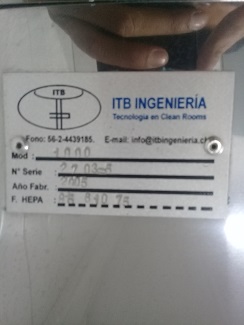 ITB
ITB INGENIERÍA
Tecnología en Clean Rooms
Fono: 56-2-4439185. E-mail: info@itbingenieria.cl
Mod : 1000
N° Serie :
Año Fabr. 2005
F. HEPA :